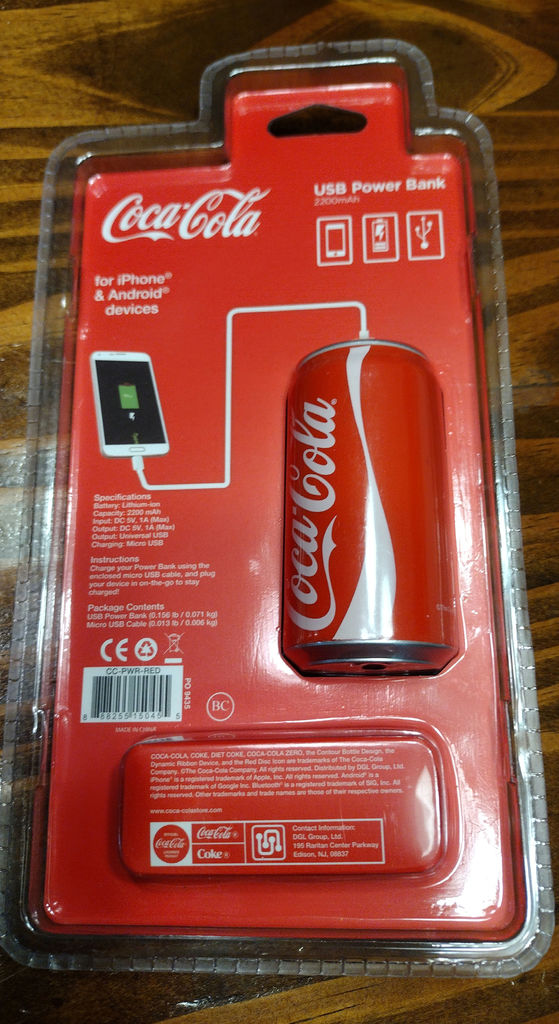 Coca-Cola
USB Power Bank
2200mAh
for iPhone®
& Android®
devices
Coca-Cola
Specifications
Battery: Lithium-ion
Capacity: 2200 mAh
Input: DC 5V, 1A (Max)
Output: DC 5V, 1A (Max)
Output: Universal USB
Charging: Micro USB
Instructions
Charge your Power Bank using the
enclosed micro USB cable, and plug
your device in on-the-go to stay
charged!
Package Contents
USB Power Bank (0.156 lb / 0.071 kg)
Micro USB Cable (0.013 lb / 0.006 kg)
CE
CC-PWR-RED
8 88255 15045 5
PO 9435
BC
MADE IN CHINA
COCA-COLA, COKE, DIET COKE, COCA-COLA ZERO, the Contour Bottle Design, the
Dynamic Ribbon Device, and the Red Disc Icon are trademarks of The Coca-Cola
Company. ©The Coca-Cola Company. All rights reserved. Distributed by DGL Group, Ltd.
iPhone® is a registered trademark of Apple, Inc. All rights reserved. Android® is a
registered trademark of Google Inc. Bluetooth® is a registered trademark of SIG, Inc. All
rights reserved. Other trademarks and trade names are those of their respective owners.
www.coca-colastore.com
OFFICIAL
Coca-Cola
LICENSED
PRODUCT
Coca-Cola®
Coke®
Contact Information:
DGL Group, Ltd.
195 Raritan Center Parkway
Edison, NJ, 08837